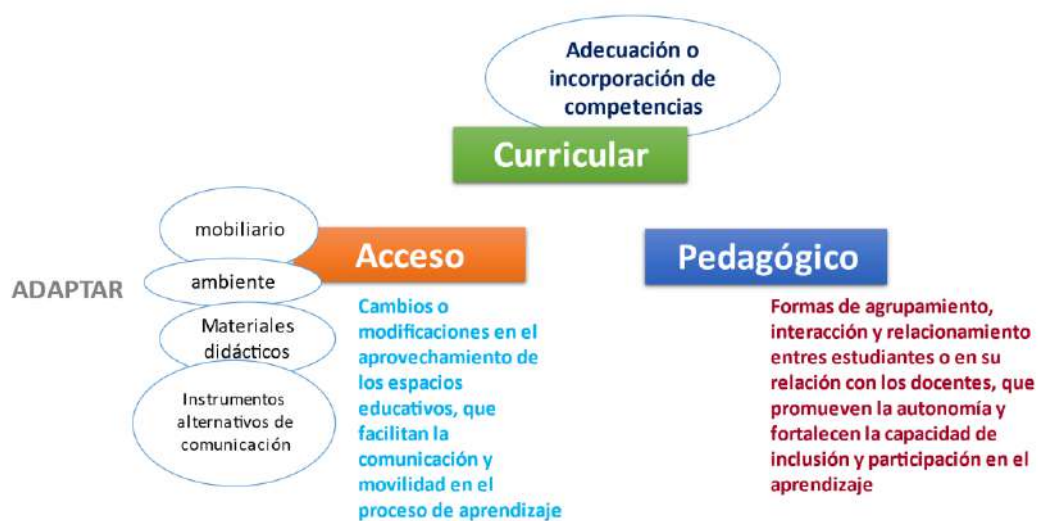 Adecuación o
incorporación de
competencias
Curricular
ADAPTAR
mobiliario
ambiente
Materiales
didácticos
Instrumentos
alternativos de
comunicación
Acceso
Cambios o
modificaciones en el
aprovechamiento de
los espacios
educativos, que
facilitan la
comunicación y
movilidad en el
proceso de aprendizaje
Pedagógico
Formas de agrupamiento,
interacción y relacionamiento
entres estudiantes o en su
relación con los docentes, que
promueven la autonomía y
fortalecen la capacidad de
inclusión y participación en el
aprendizaje